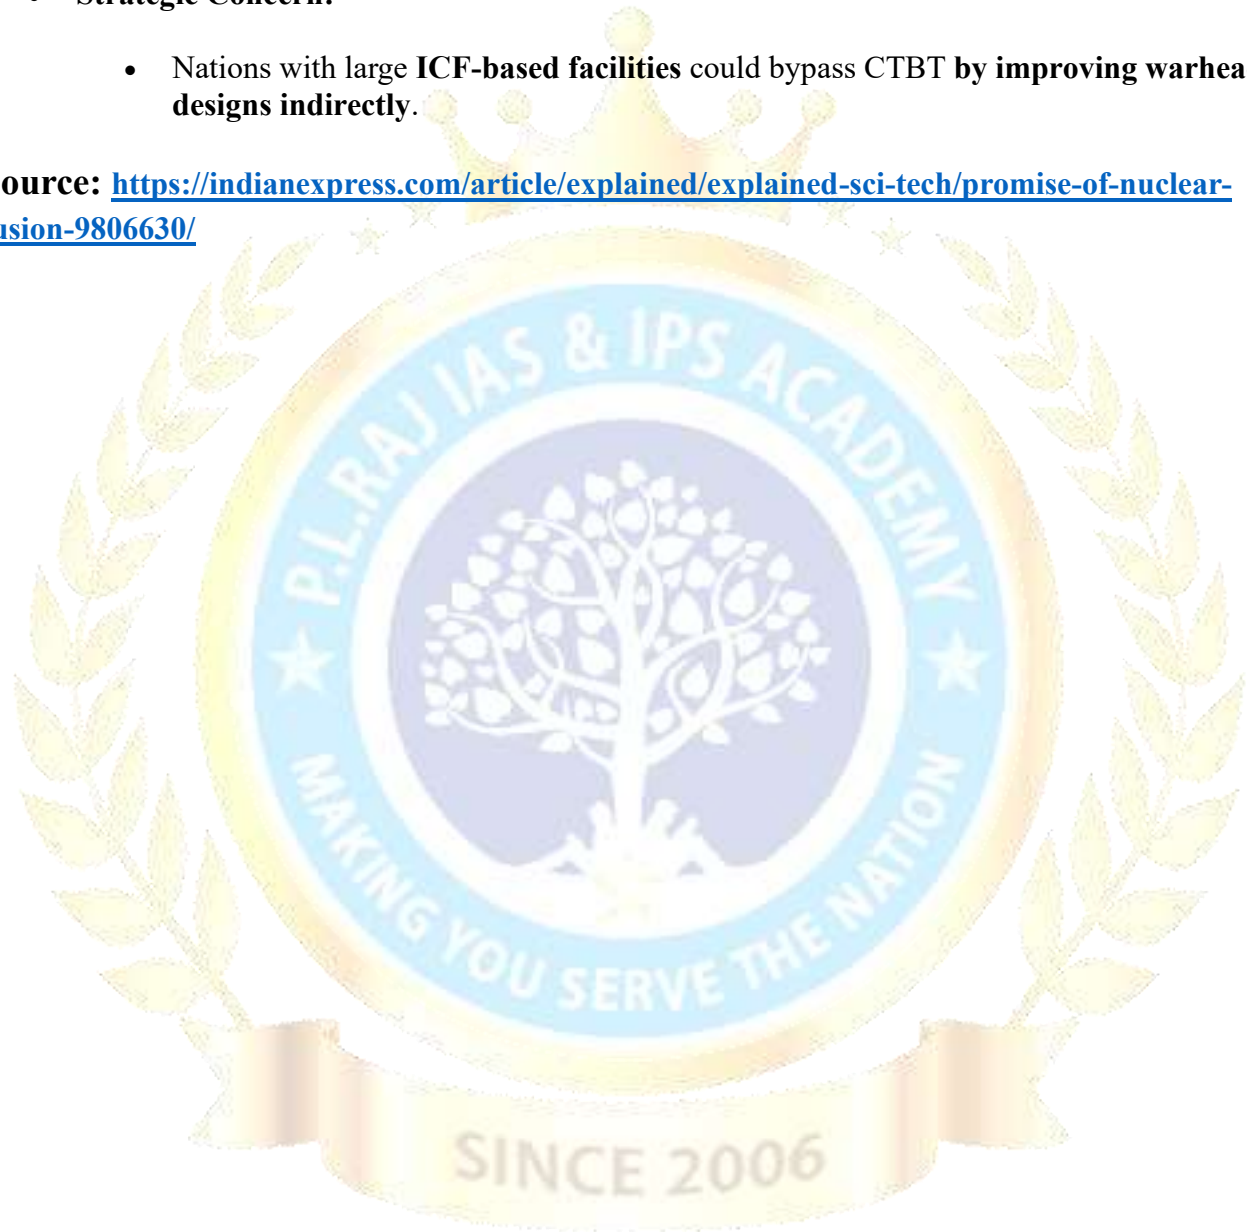 • Nations with large ICF-based facilities could bypass CTBT by improving warhea
designs indirectly.
ource: https://indianexpress.com/article/explained/explained-sci-tech/promise-of-nuclear-
usion-9806630/
P.L.RAJ IAS & IPS ACADEMY
MAKING YOU SERVE THE NATION
SINCE 2006